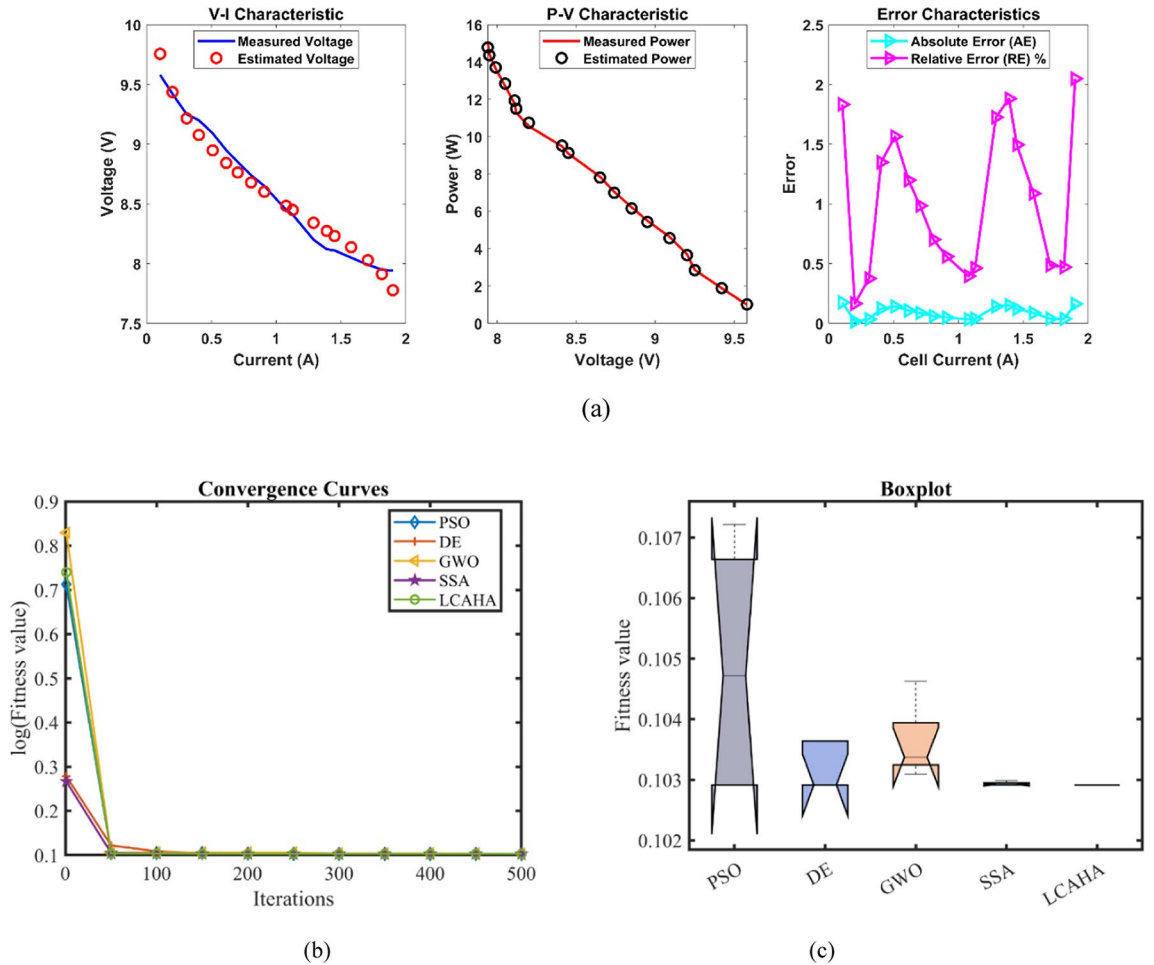 V-I Characteristic
Measured Voltage
Estimated Voltage
10
9.5
9
8.5
8
7.5
Voltage (V)
0
0.5
1
1.5
2
Current (A)
P-V Characteristic
Measured Power
Estimated Power
16
14
12
10
8
6
4
2
0
Power (W)
8
8.5
9
9.5
Voltage (V)
Error Characteristics
Absolute Error (AE)
Relative Error (RE) %
2.5
2
1.5
1
0.5
0
Error
0
0.5
1
1.5
2
Cell Current (A)
(a)
Convergence Curves
PSO
DE
GWO
SSA
LCAHA
0.9
0.8
0.7
0.6
0.5
0.4
0.3
0.2
0.1
log(Fitness value)
0
100
200
300
400
500
Iterations
(b)
Boxplot
0.107
0.106
0.105
0.104
0.103
0.102
Fitness value
PSO
DE
GWO
SSA
LCAHA
(c)